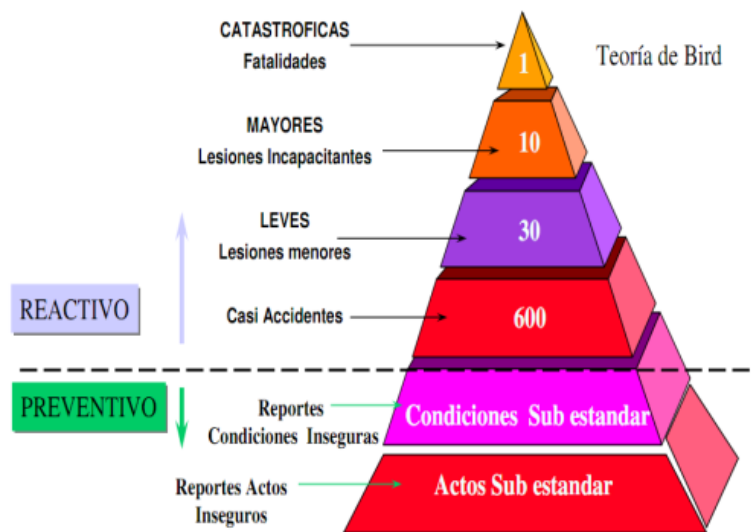 CATASTROFICAS
Fatalidades
1
Teoría de Bird
MAYORES
Lesiones Incapacitantes
10
LEVES
Lesiones menores
30
REACTIVO
Casi Accidentes
600
PREVENTIVO
Reportes
Condiciones Inseguras
Condiciones Sub estandar
Reportes Actos
Inseguros
Actos Sub estandar